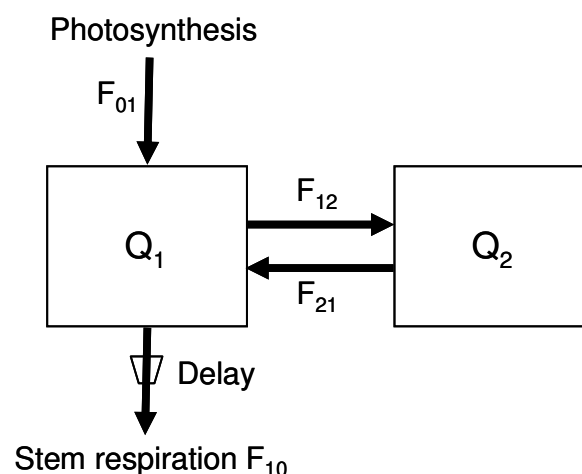 Photosynthesis
F₀₁
F₁₂
Q₁
Q₂
F₂₁
Delay
Stem respiration F₁₀